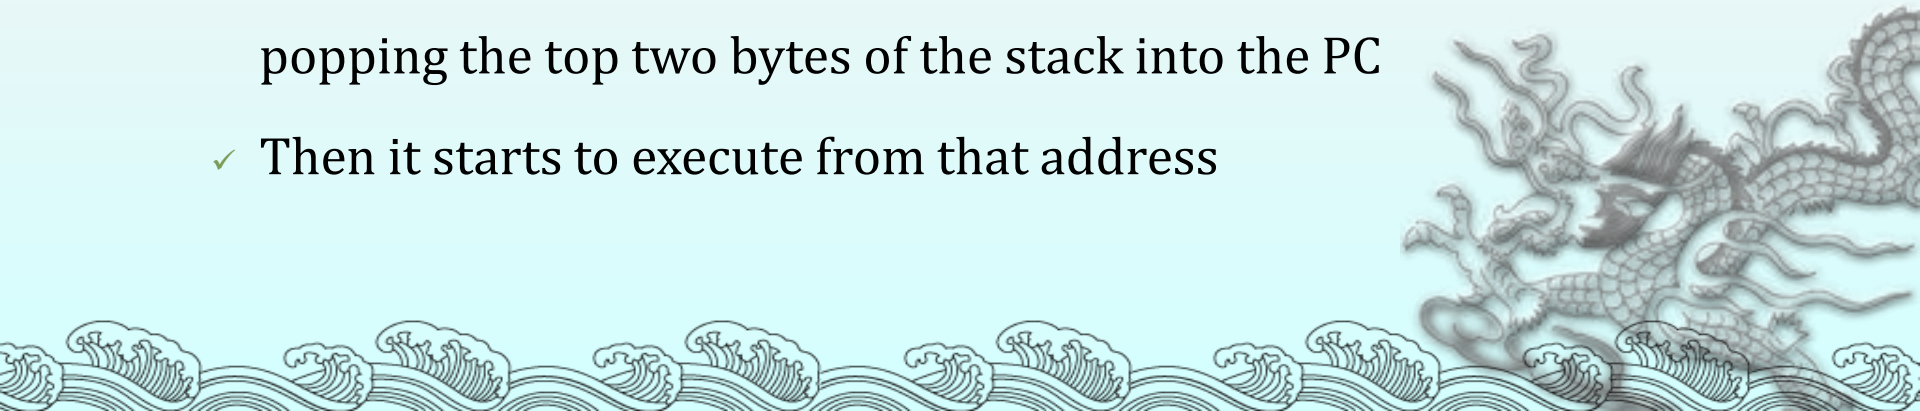 popping the top two bytes of the stack into the PC
✓ Then it starts to execute from that address